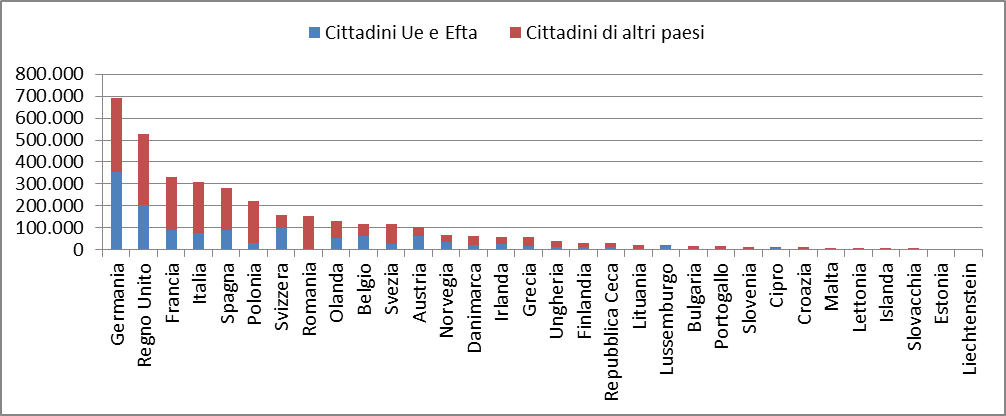 Cittadini Ue e Efta
Cittadini di altri paesi
800.000
700.000
600.000
500.000
400.000
300.000
200.000
100.000
0
Germania
Regno Unito
Francia
Italia
Spagna
Polonia
Svizzera
Romania
Olanda
Belgio
Svezia
Austria
Norvegia
Danimarca
Irlanda
Grecia
Ungheria
Finlandia
Repubblica Ceca
Lituania
Lussemburgo
Bulgaria
Portogallo
Slovenia
Cipro
Croazia
Malta
Lettonia
Islanda
Slovacchia
Estonia
Liechtenstein